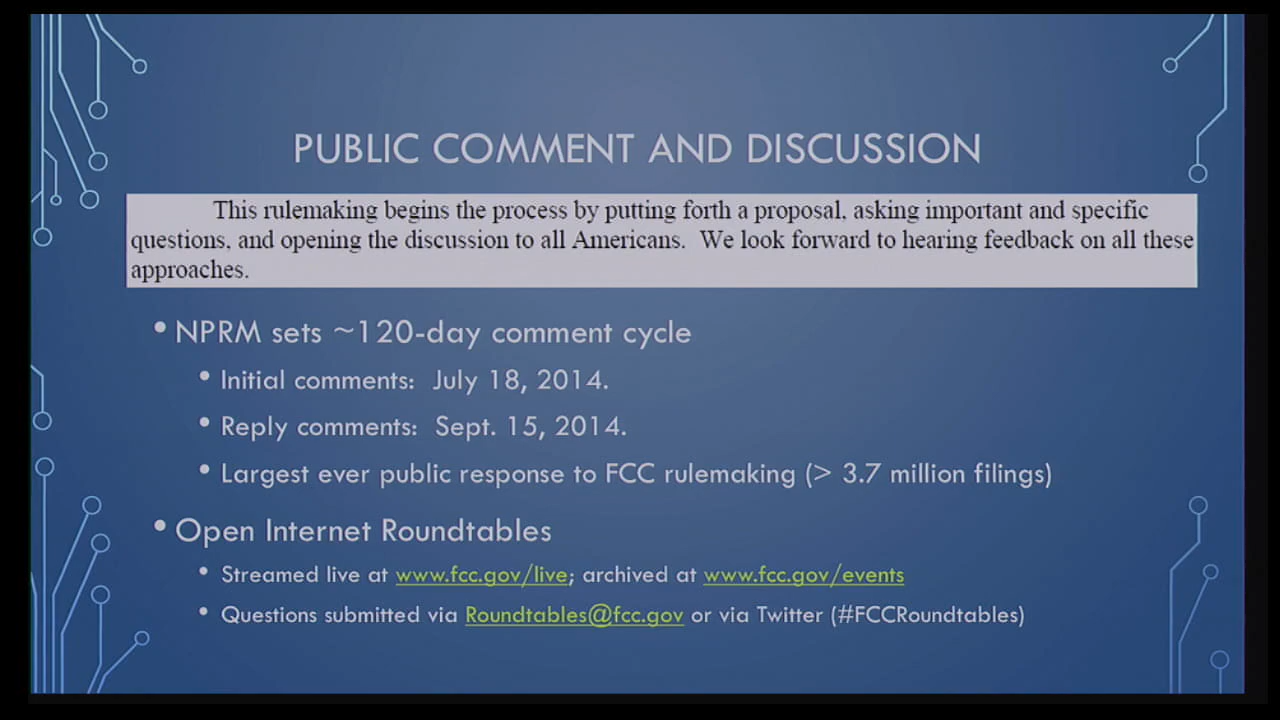 PUBLIC COMMENT AND DISCUSSION
This rulemaking begins the process by putting forth a proposal, asking important and specific
questions, and opening the discussion to all Americans. We look forward to hearing feedback on all these
approaches.
• NPRM sets ~120-day comment cycle
• Initial comments: July 18, 2014.
• Reply comments: Sept. 15, 2014.
• Largest ever public response to FCC rulemaking (> 3.7 million filings)
• Open Internet Roundtables
• Streamed live at www.fcc.gov/live; archived at www.fcc.gov/events
• Questions submitted via Roundtables@fcc.gov or via Twitter (#FCCRoundtables)